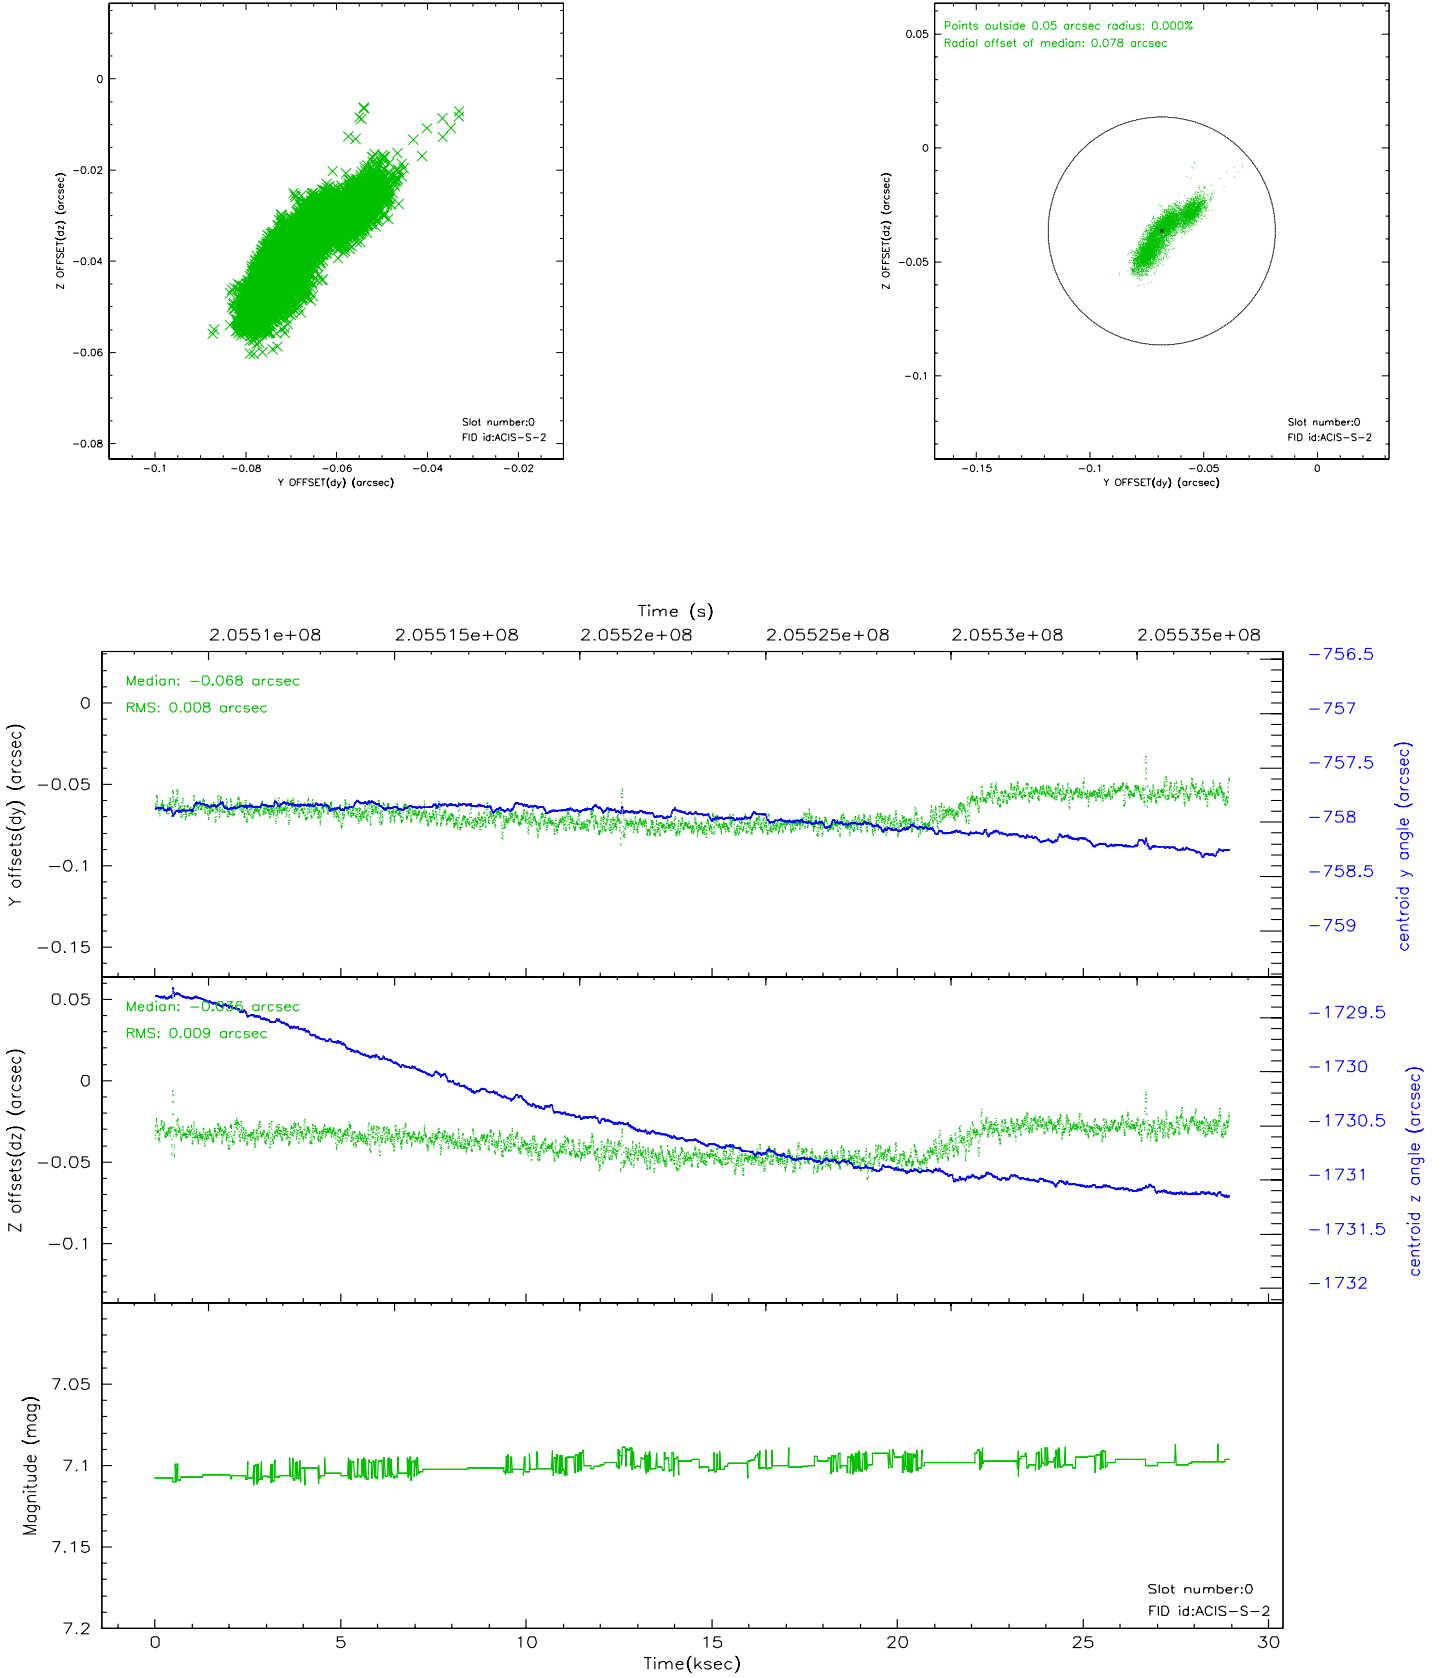 Points outside 0.05 arcsec radius: 0.000%
Radial offset of median: 0.078 arcsec
0
-0.02
-0.04
-0.06
-0.08
Z OFFSET(dz) (arcsec)
Slot number:0
FID id:ACIS-S-2
-0.1 -0.08 -0.06 -0.04 -0.02
Y OFFSET(dy) (arcsec)
0.05
0
-0.05
-0.1
Z OFFSET(dz) (arcsec)
Slot number:0
FID id:ACIS-S-2
-0.15 -0.1 -0.05 0
Y OFFSET(dy) (arcsec)
Time (s)
2.0551e+08 2.05515e+08 2.0552e+08 2.05525e+08 2.0553e+08 2.05535e+08
Median: -0.068 arcsec
RMS: 0.008 arcsec
0
-0.05
-0.1
-0.15
Y offsets(dy) (arcsec)
-756.5
-757
-757.5
-758
-758.5
-759
centroid y angle (arcsec)
Median: -0.036 arcsec
RMS: 0.009 arcsec
0.05
0
-0.05
-0.1
Z offsets(dz) (arcsec)
-1729.5
-1730
-1730.5
-1731
-1731.5
-1732
centroid z angle (arcsec)
7.05
7.1
7.15
7.2
Magnitude (mag)
Slot number:0
FID id:ACIS-S-2
0 5 10 15 20 25 30
Time(ksec)